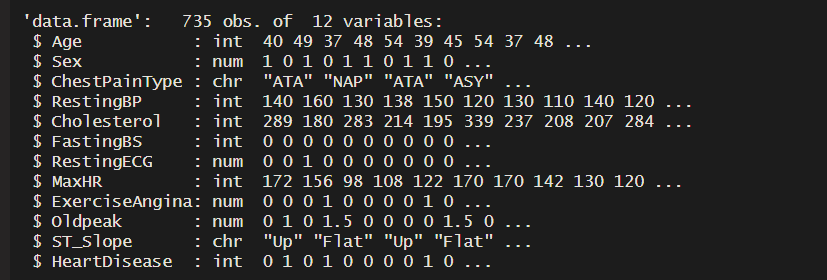 'data.frame':   735 obs. of  12 variables:
 $ Age           : int  40 49 37 48 54 39 45 54 37 48 ...
 $ Sex           : num  1 0 1 0 1 1 0 1 1 0 ...
 $ ChestPainType : chr  "ATA" "NAP" "ATA" "ASY" ...
 $ RestingBP     : int  140 160 130 138 150 120 130 110 140 120 ...
 $ Cholesterol   : int  289 180 283 214 195 339 237 208 207 284 ...
 $ FastingBS     : int  0 0 0 0 0 0 0 0 0 0 ...
 $ RestingECG    : num  0 0 1 0 0 0 0 0 0 0 ...
 $ MaxHR         : int  172 156 98 108 122 170 170 142 130 120 ...
 $ ExerciseAngina: num  0 0 0 1 0 0 0 0 1 0 ...
 $ Oldpeak       : num  0 1 0 1.5 0 0 0 0 1.5 0 ...
 $ ST_Slope      : chr  "Up" "Flat" "Up" "Flat" ...
 $ HeartDisease  : int  0 1 0 1 0 0 0 0 1 0 ...